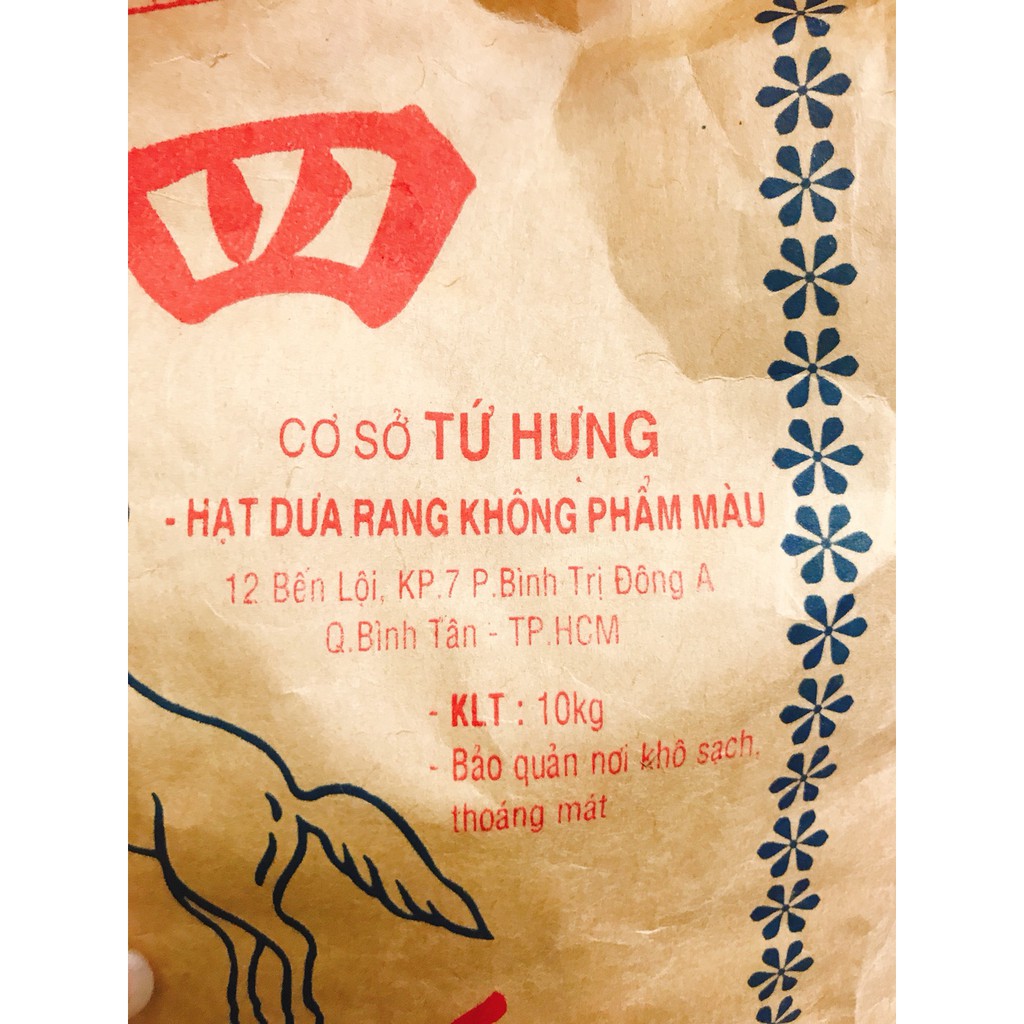 四
CƠ SỞ TỨ HƯNG
- HẠT DƯA RANG KHÔNG PHẨM MÀU
12 Bến Lội, KP.7 P.Bình Trị Đông A
Q.Bình Tân - TP.HCM
- KLT : 10kg
- Bảo quản nơi khô sạch,
thoáng mát